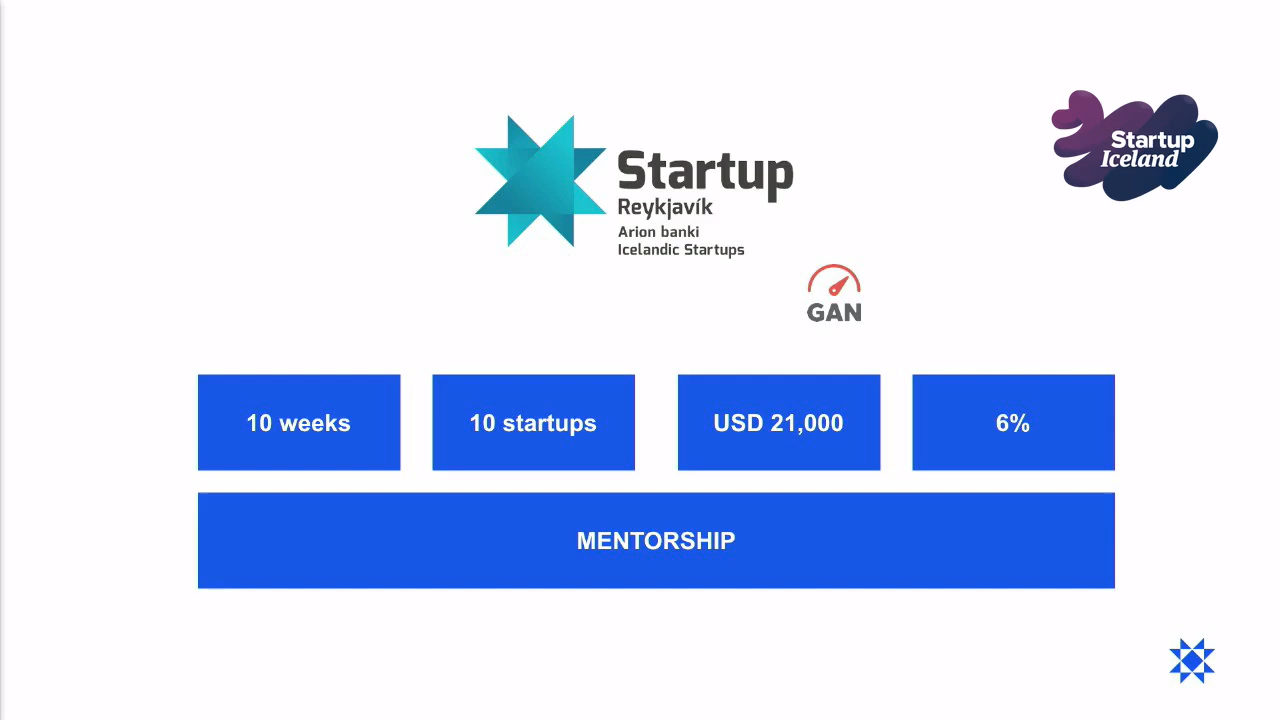 Startup
Iceland
Startup
Reykjavík
Arion banki
Icelandic Startups
GAN
10 weeks
10 startups
USD 21,000
6%
MENTORSHIP